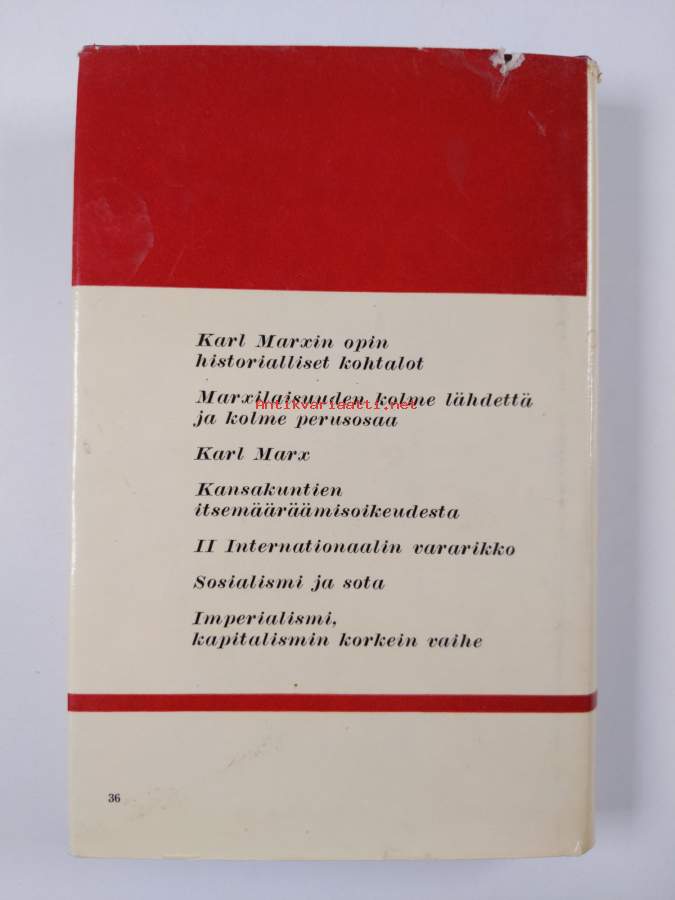 Karl Marxin opin
historialliset kohtalot
Marxilaisuuden kolme lähdettä
Antikvariaatti.net
ja kolme perusosaa
Karl Marx
Kansakuntien
itsemääräämisoikeudesta
II Internationaalin vararikko
Sosialismi ja sota
Imperialismi,
kapitalismin korkein vaihe
36